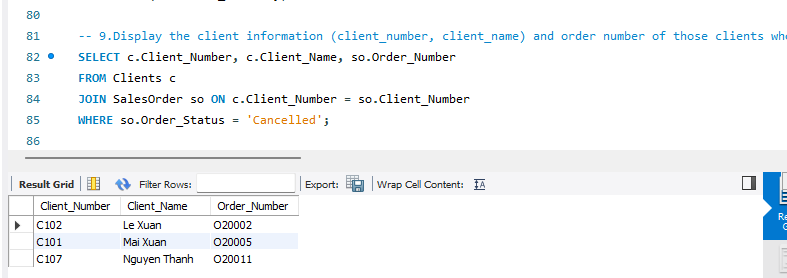 80
81 -- 9.Display the client information (client_number, client_name) and order number of those clients
82 SELECT c.Client_Number, c.Client_Name, so.Order_Number
83 FROM Clients c
84 JOIN SalesOrder so ON c.Client_Number = so.Client_Number
85 WHERE so.Order_Status = 'Cancelled';
86
Result Grid Filter Rows: Export: Wrap Cell Content: IA
Client_Number Client_Name Order_Number
C102 Le Xuan O20002
C101 Mai Xuan O20005
C107 Nguyen Thanh O20011